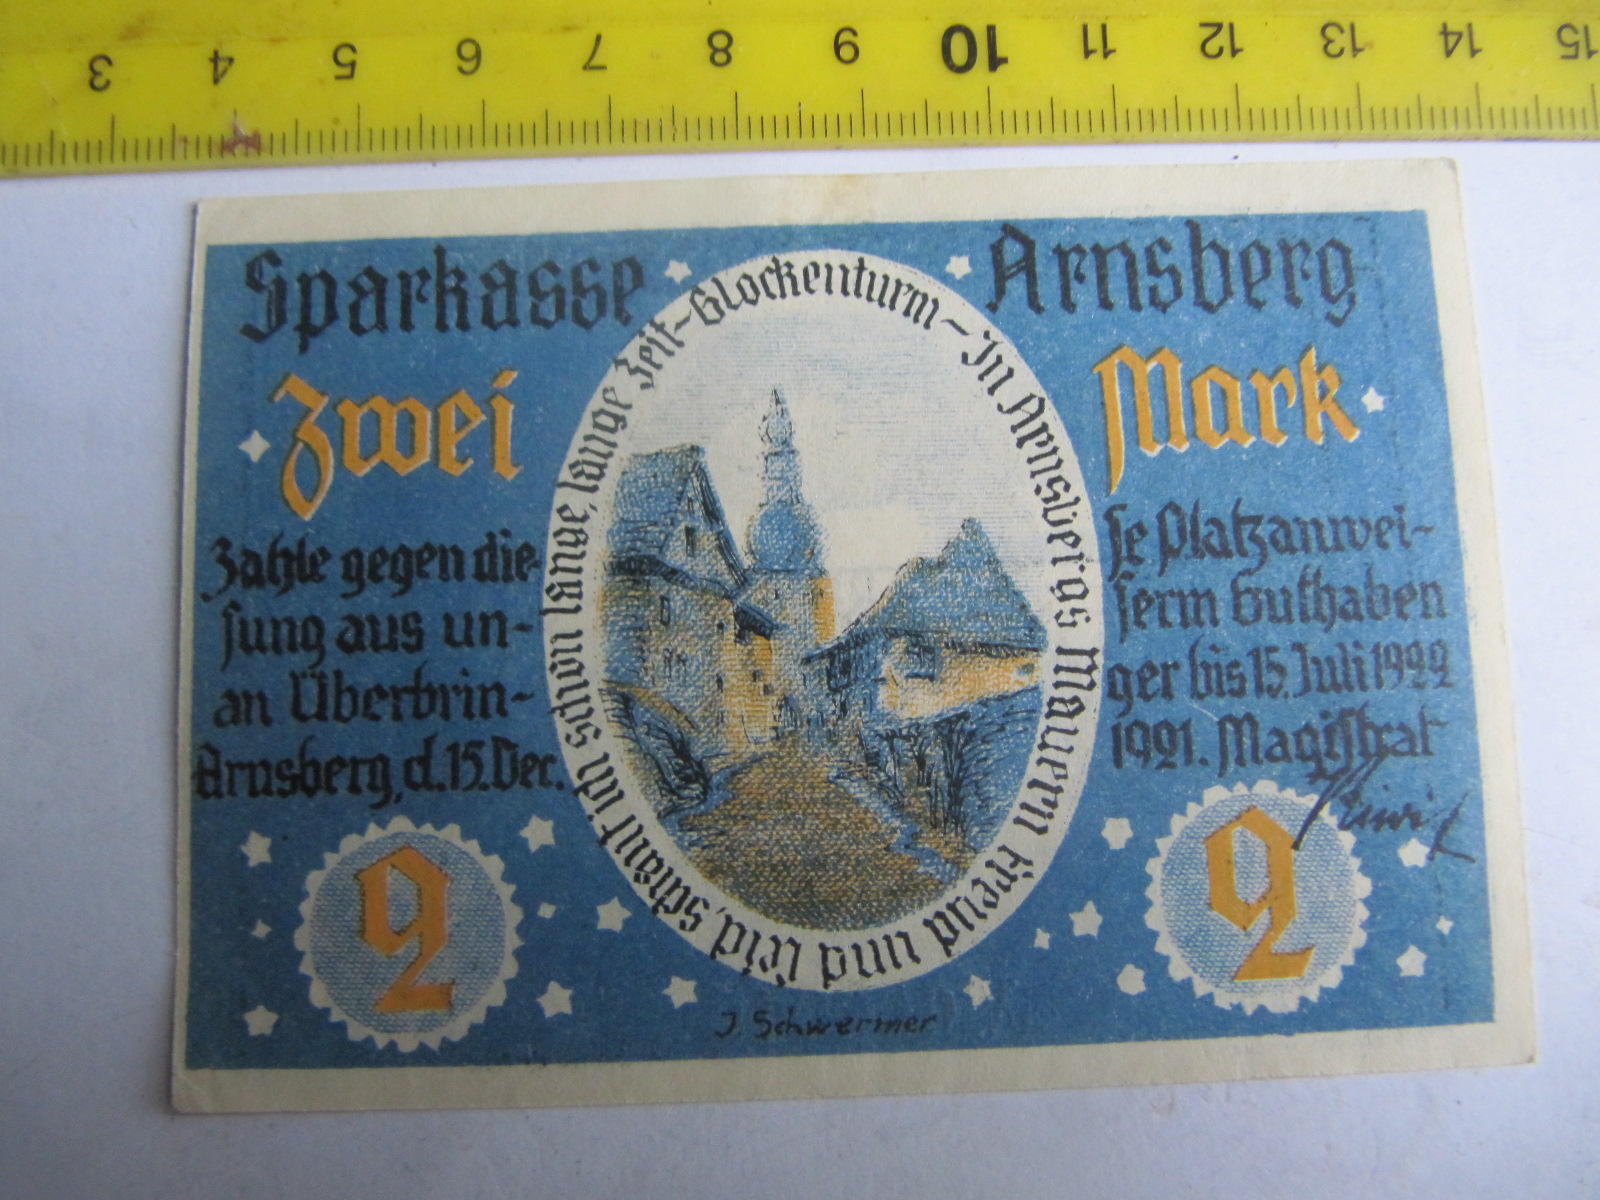 3 4 5 6 7 8 9 10 11 12 13 14 15
Sparkasse Arnsberg
Zwei Mark
Zahle gegen die-
se Platzanwei-
sung aus un-
serm Guthaben
an Überbrin-
ger bis 15. Juli 1922
Arnsberg, d. 15. Dec.
1921. Magistrat
Glockenturm ~ In Arnsbergs Mauern Freud und Leid, schaut ich schon lange, lange, lange Zeit ~
2 2
J. Schwermer